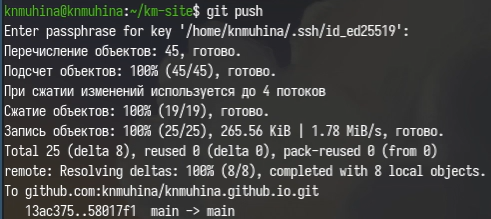 knmuhina@knmuhina:~/km-site$ git push
Enter passphrase for key '/home/knmuhina/.ssh/id_ed25519':
Перечисление объектов: 45, готово.
Подсчет объектов: 100% (45/45), готово.
При сжатии изменений используется до 4 потоков
Сжатие объектов: 100% (19/19), готово.
Запись объектов: 100% (25/25), 265.56 KiB | 1.78 MiB/s, готово.
Total 25 (delta 8), reused 0 (delta 0), pack-reused 0 (from 0)
remote: Resolving deltas: 100% (8/8), completed with 8 local objects.
To github.com:knmuhina/knmuhina.github.io.git
   13ac375..58017f1  main -> main